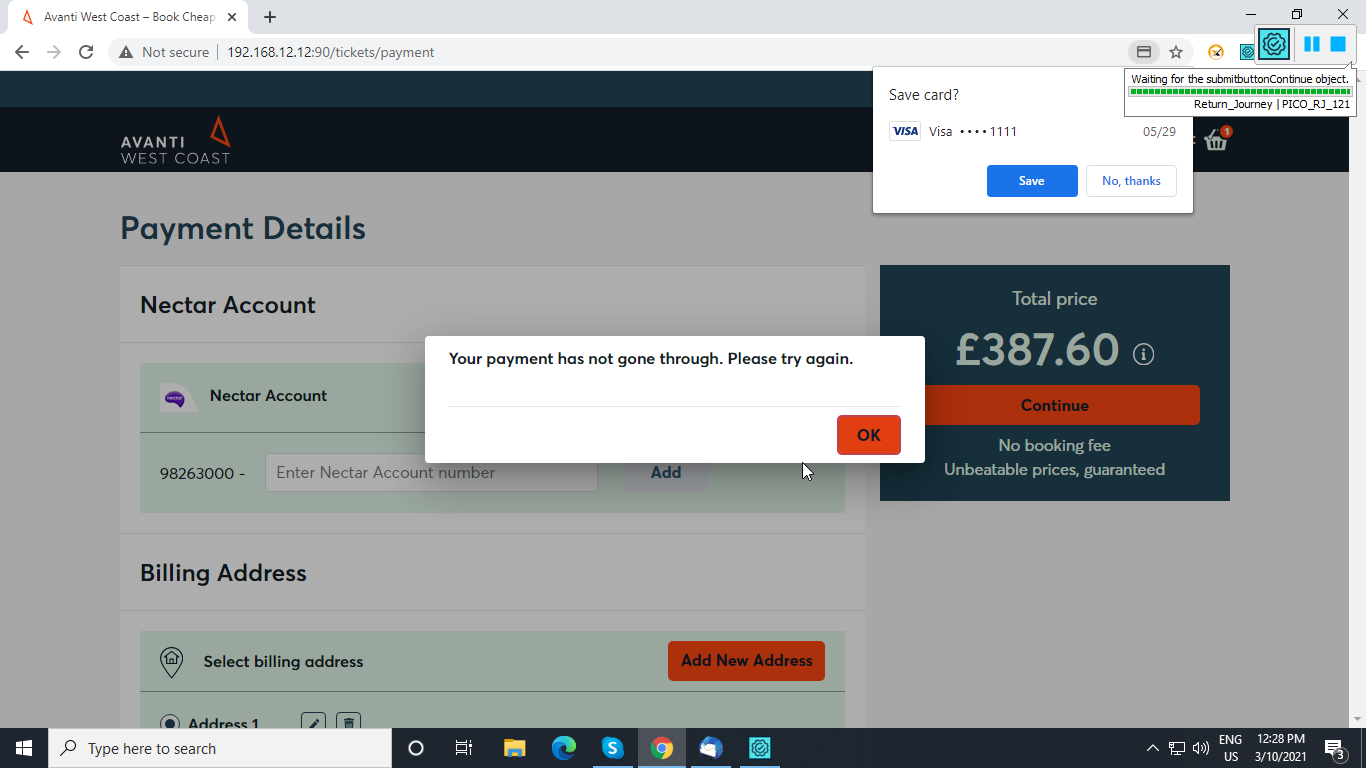 Avanti West Coast – Book Cheap
Not secure
192.168.12.12:90/tickets/payment
Waiting for the submitbuttonContinue object.
Return_Journey | PICO_RJ_121
Save card?
VISA Visa •••• 1111 05/29
Save
No, thanks
AVANTI
WEST COAST
1
Payment Details
Nectar Account
nectar
Nectar Account
98263000 -
Enter Nectar Account number
Add
Your payment has not gone through. Please try again.
OK
Total price
£387.60
Continue
No booking fee
Unbeatable prices, guaranteed
Billing Address
Select billing address
Add New Address
Address 1
Type here to search
ENG
US
12:28 PM
3/10/2021
3